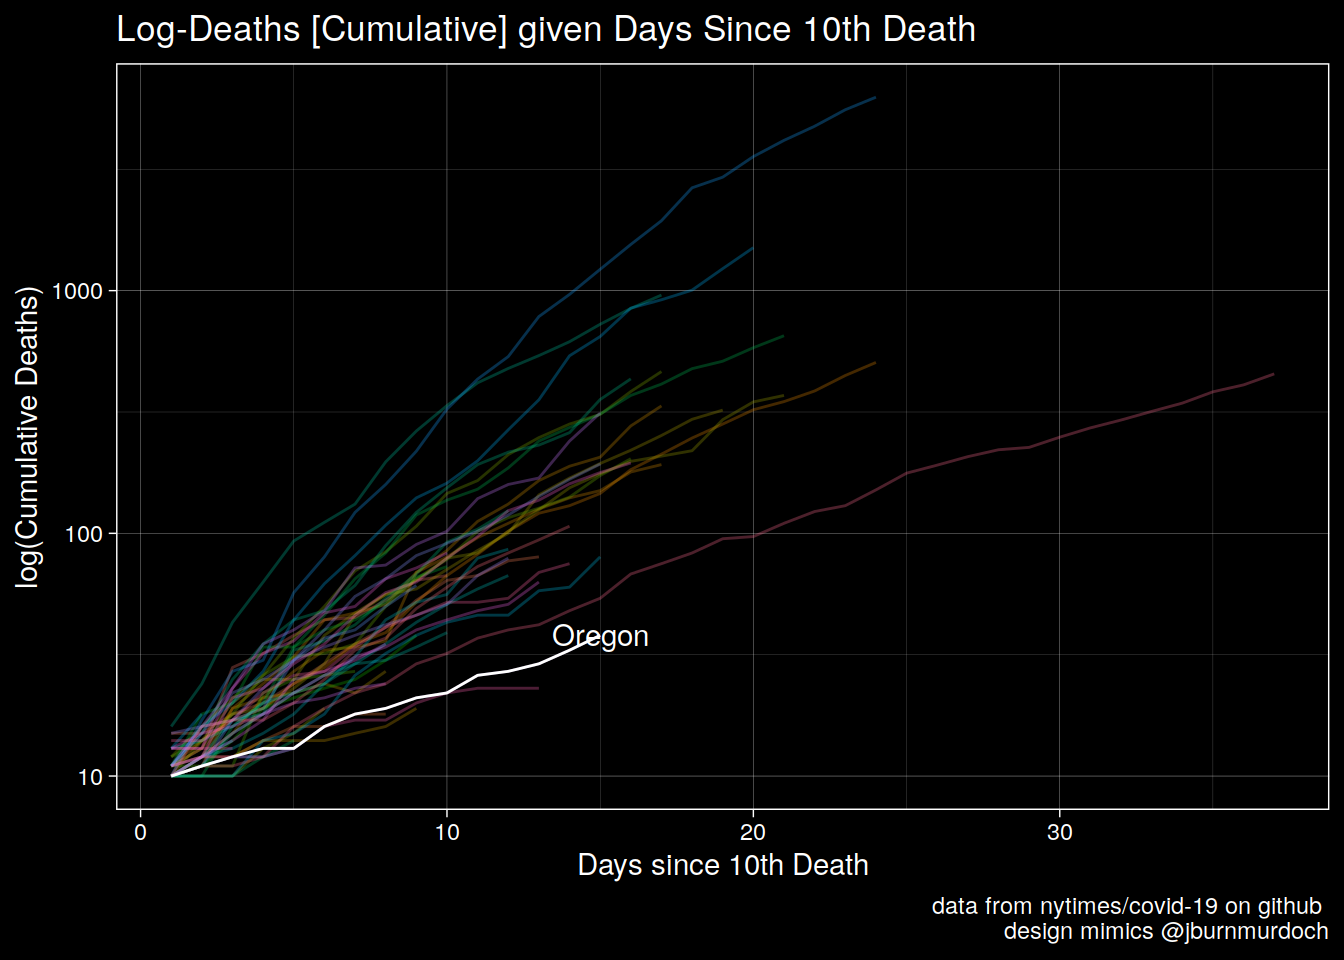 Log-Deaths [Cumulative] given Days Since 10th Death
log(Cumulative Deaths)
1000
100
10
Oregon
0 10 20 30
Days since 10th Death
data from nytimes/covid-19 on github
design mimics @jburnmurdoch